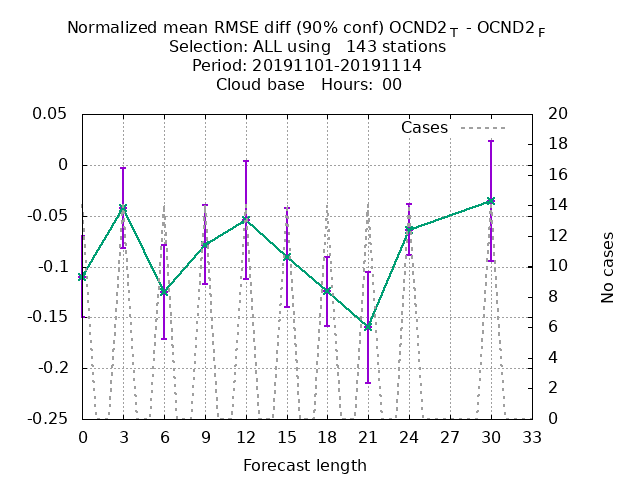 Normalized mean RMSE diff (90% conf) OCND2 T - OCND2 F
Selection: ALL using 143 stations
Period: 20191101-20191114
Cloud base Hours: 00
Cases
0.05
0
-0.05
-0.1
-0.15
-0.2
-0.25
20
18
16
14
12
10
8
6
4
2
0
No cases
0 3 6 9 12 15 18 21 24 27 30 33
Forecast length